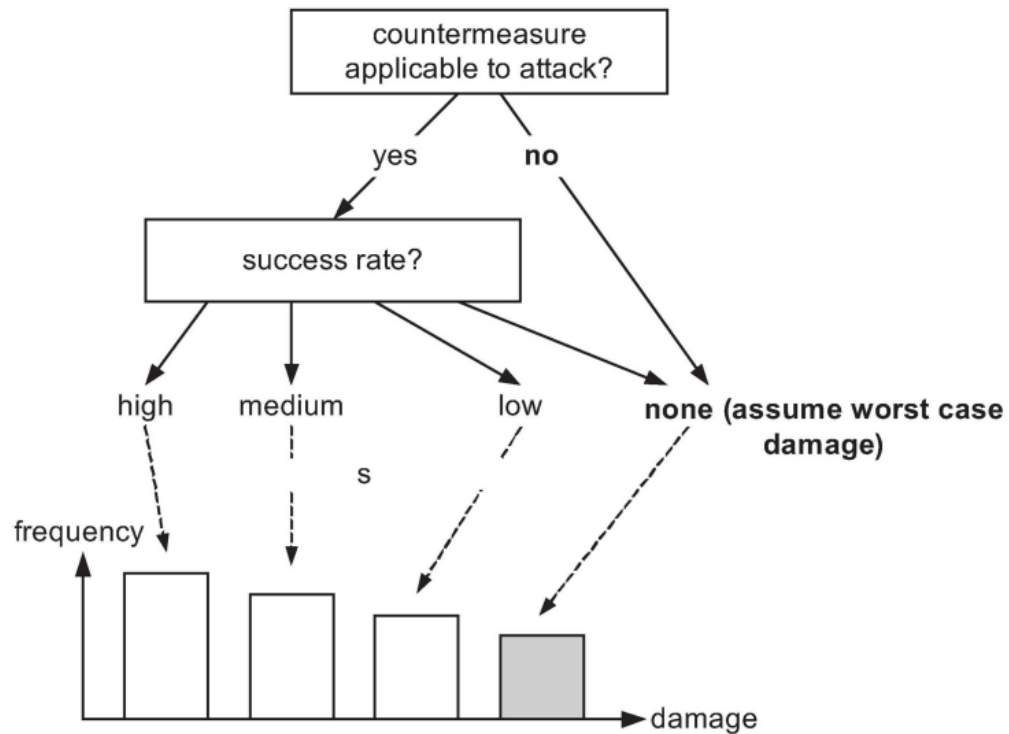 countermeasure
applicable to attack?
yes
no
success rate?
high
medium
low
none (assume worst case
damage)
s
frequency
damage